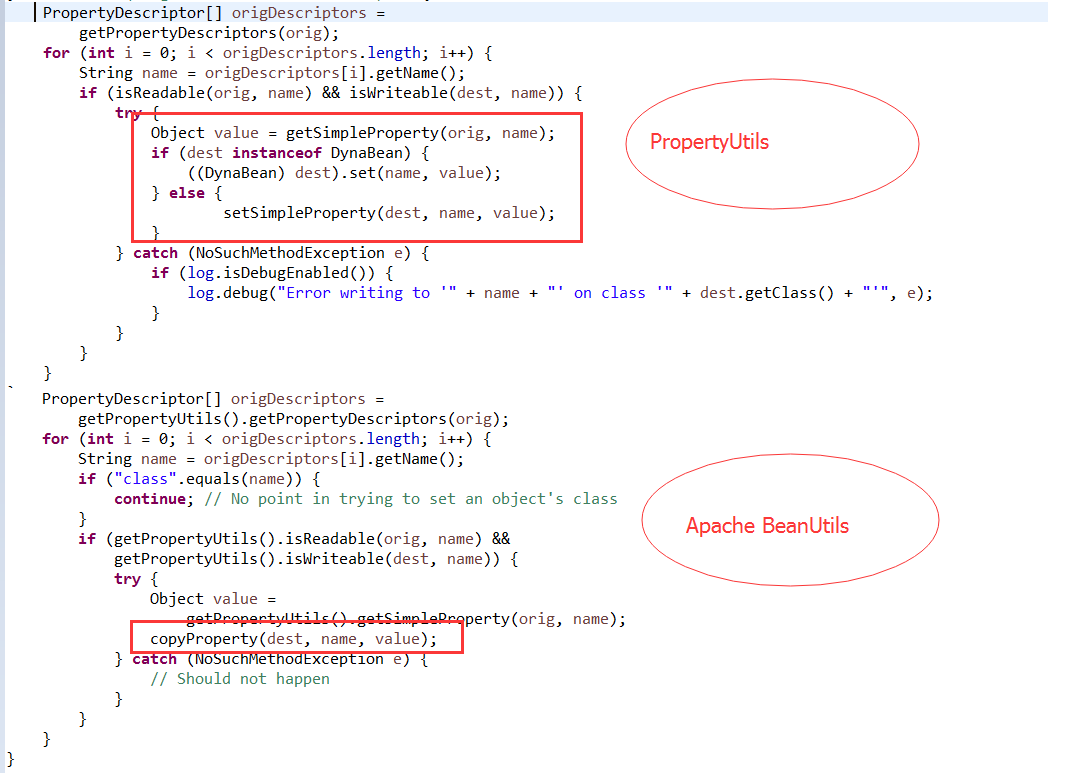 PropertyDescriptor[] origDescriptors =
getPropertyDescriptors(orig);
for (int i = 0; i < origDescriptors.length; i++) {
String name = origDescriptors[i].getName();
if (isReadable(orig, name) && isWriteable(dest, name)) {
try {
Object value = getSimpleProperty(orig, name);
if (dest instanceof DynaBean) {
((DynaBean) dest).set(name, value);
} else {
setSimpleProperty(dest, name, value);
}
} catch (NoSuchMethodException e) {
if (log.isDebugEnabled()) {
log.debug("Error writing to '" + name + "' on class '" + dest.getClass() + "'", e);
}
}
}
}
PropertyUtils
`
PropertyDescriptor[] origDescriptors =
getPropertyUtils().getPropertyDescriptors(orig);
for (int i = 0; i < origDescriptors.length; i++) {
String name = origDescriptors[i].getName();
if ("class".equals(name)) {
continue; // No point in trying to set an object's class
}
if (getPropertyUtils().isReadable(orig, name) &&
getPropertyUtils().isWriteable(dest, name)) {
try {
Object value =
getPropertyUtils().getSimpleProperty(orig, name);
copyProperty(dest, name, value);
} catch (NoSuchMethodException e) {
// Should not happen
}
}
}
}
Apache BeanUtils